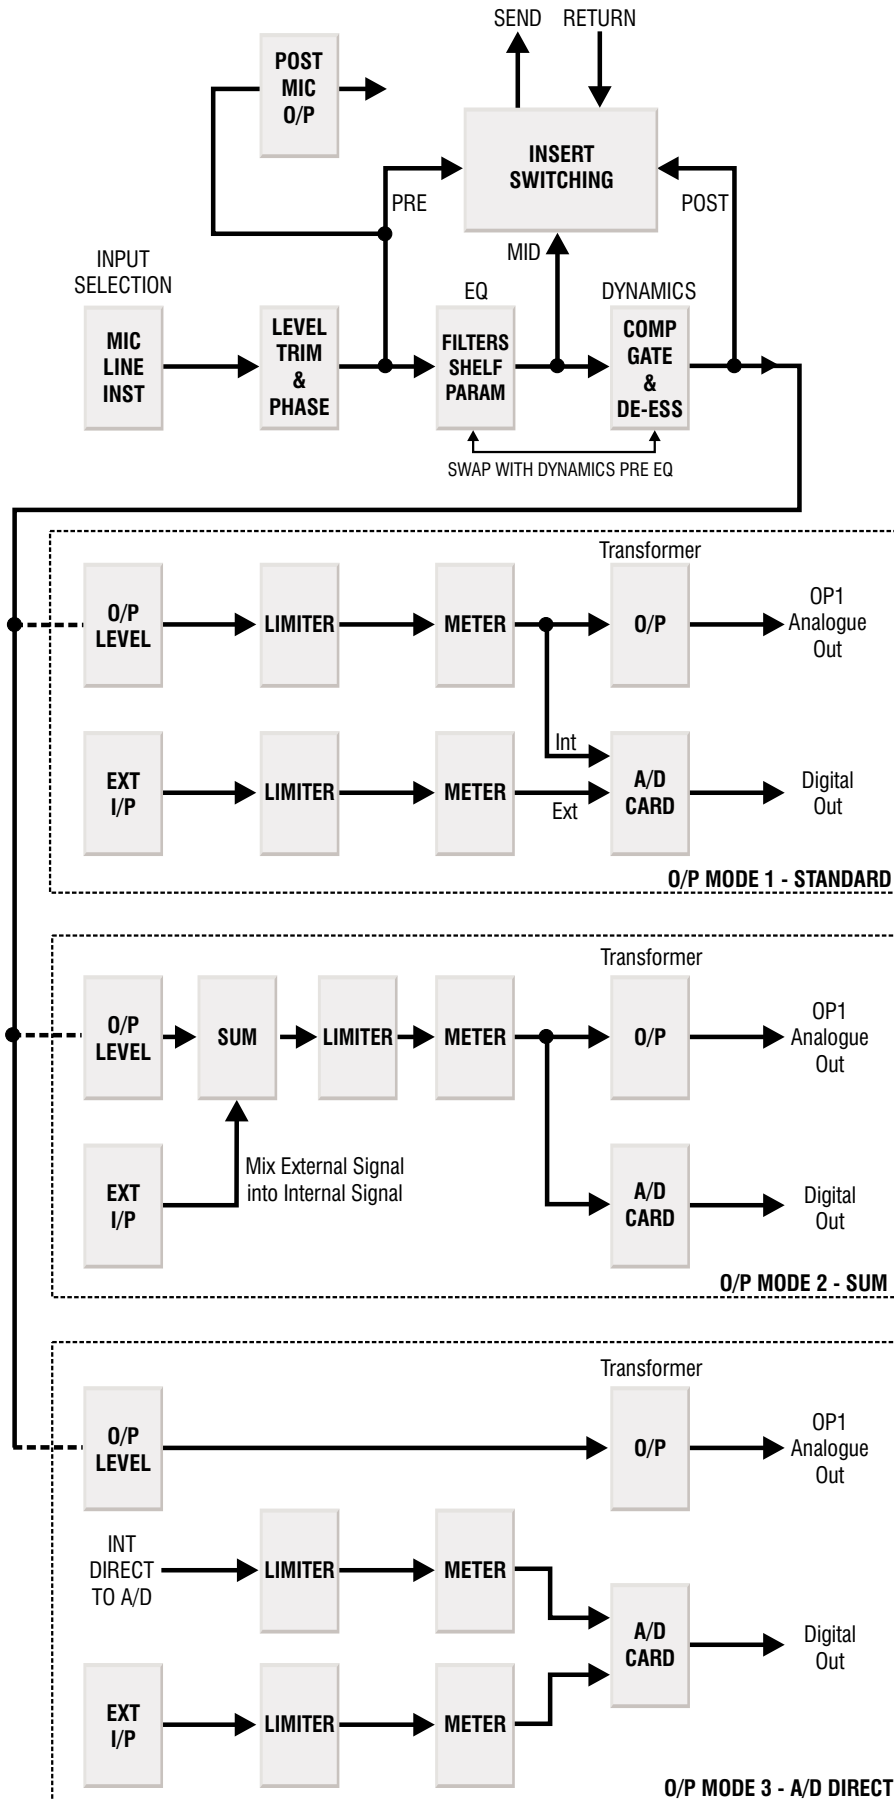 SEND RETURN
POST
MIC
O/P
INSERT
SWITCHING
PRE
POST
MID
INPUT
SELECTION
EQ
DYNAMICS
MIC
LINE
INST
LEVEL
TRIM
&
PHASE
FILTERS
SHELF
PARAM
COMP
GATE
&
DE-ESS
SWAP WITH DYNAMICS PRE EQ
Transformer
O/P
LEVEL
LIMITER
METER
O/P
OP1
Analogue
Out
Int
EXT
I/P
LIMITER
METER
Ext
A/D
CARD
Digital
Out
O/P MODE 1 - STANDARD
Transformer
O/P
LEVEL
SUM
LIMITER
METER
O/P
OP1
Analogue
Out
Mix External Signal
into Internal Signal
EXT
I/P
A/D
CARD
Digital
Out
O/P MODE 2 - SUM
Transformer
O/P
LEVEL
O/P
OP1
Analogue
Out
INT
DIRECT
TO A/D
LIMITER
METER
A/D
CARD
Digital
Out
EXT
I/P
LIMITER
METER
O/P MODE 3 - A/D DIRECT